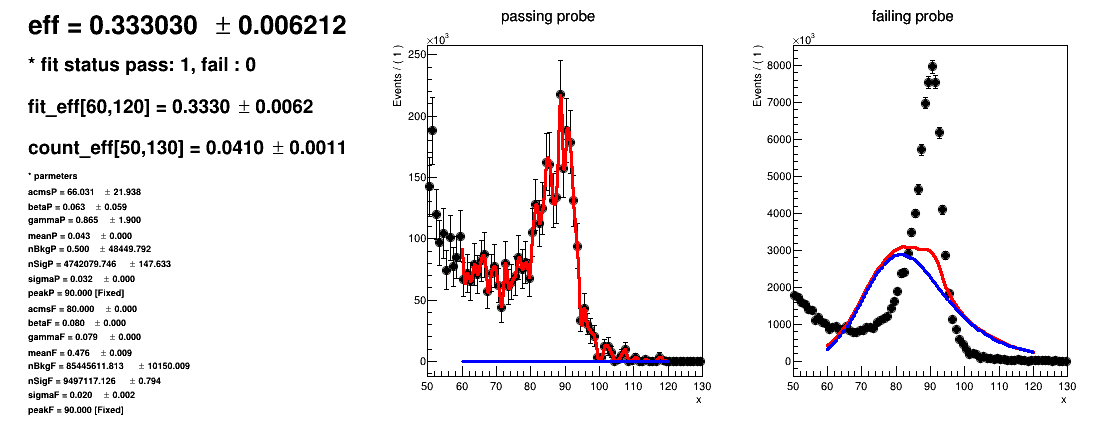 eff = 0.333030 ± 0.006212
* fit status pass: 1, fail : 0
fit_eff[60,120] = 0.3330 ± 0.0062
count_eff[50,130] = 0.0410 ± 0.0011
* parmeters
acmsP = 66.031 ± 21.938
betaP = 0.063 ± 0.059
gammaP = 0.865 ± 1.900
meanP = 0.043 ± 0.000
nBkgP = 0.500 ± 48449.792
nSigP = 4742079.746 ± 147.633
sigmaP = 0.032 ± 0.000
peakP = 90.000 [Fixed]
acmsF = 80.000 ± 0.000
betaF = 0.080 ± 0.000
gammaF = 0.079 ± 0.000
meanF = 0.476 ± 0.009
nBkgF = 85445611.813 ± 10150.009
nSigF = 9497117.126 ± 0.794
sigmaF = 0.020 ± 0.002
peakF = 90.000 [Fixed]
passing probe
×10³
Events / ( 1 )
250
200
150
100
50
0
50 60 70 80 90 100 110 120 130
x
failing probe
×10³
Events / ( 1 )
8000
7000
6000
5000
4000
3000
2000
1000
0
50 60 70 80 90 100 110 120 130
x